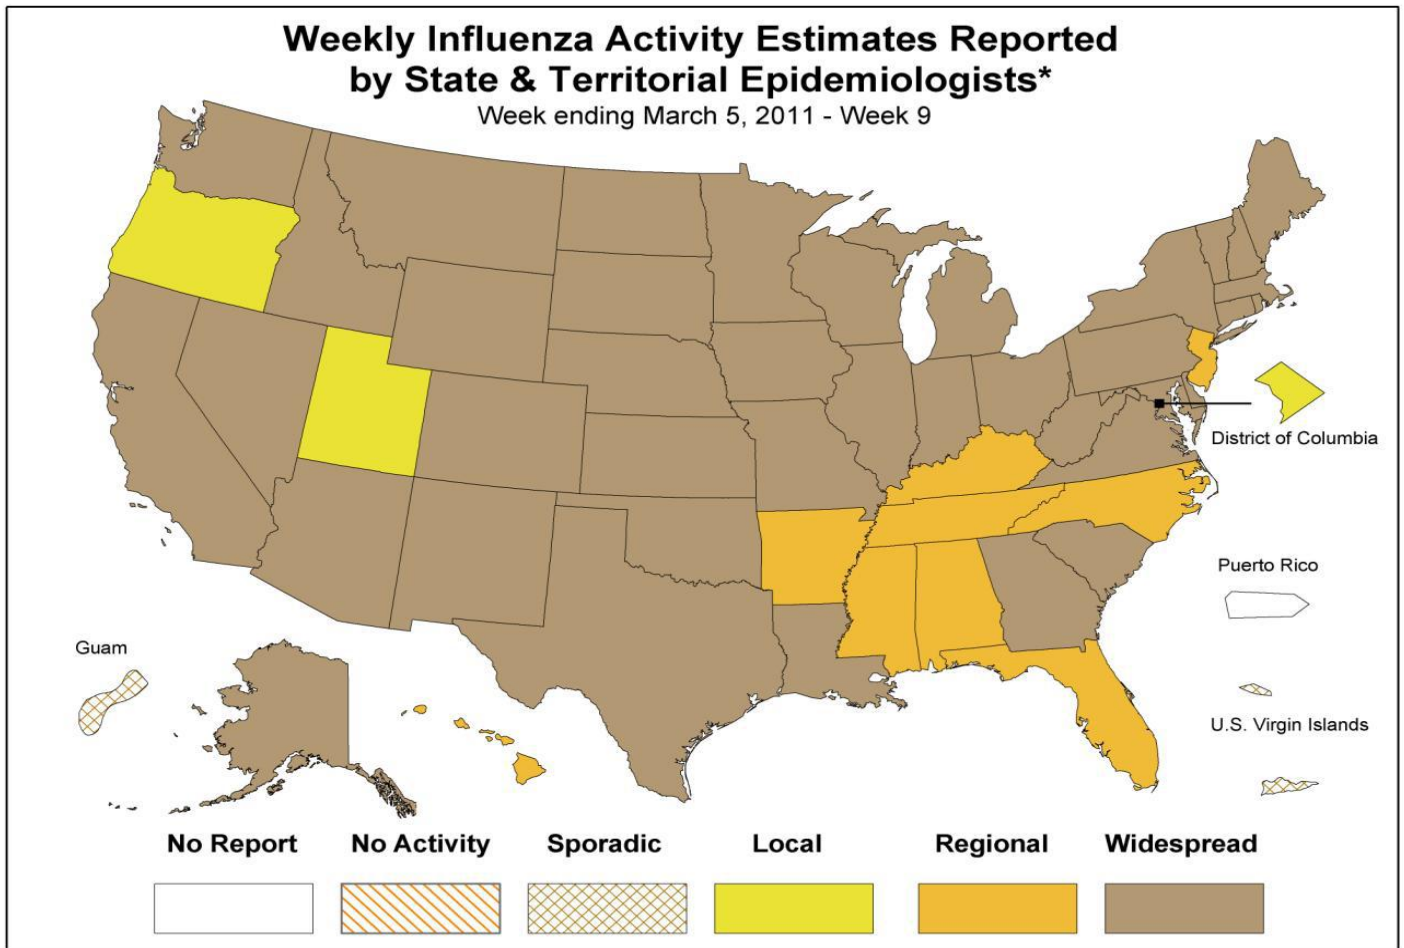 Weekly Influenza Activity Estimates Reported
by State & Territorial Epidemiologists*
Week ending March 5, 2011 - Week 9
District of Columbia
Puerto Rico
Guam
U.S. Virgin Islands
No Report No Activity Sporadic Local Regional Widespread